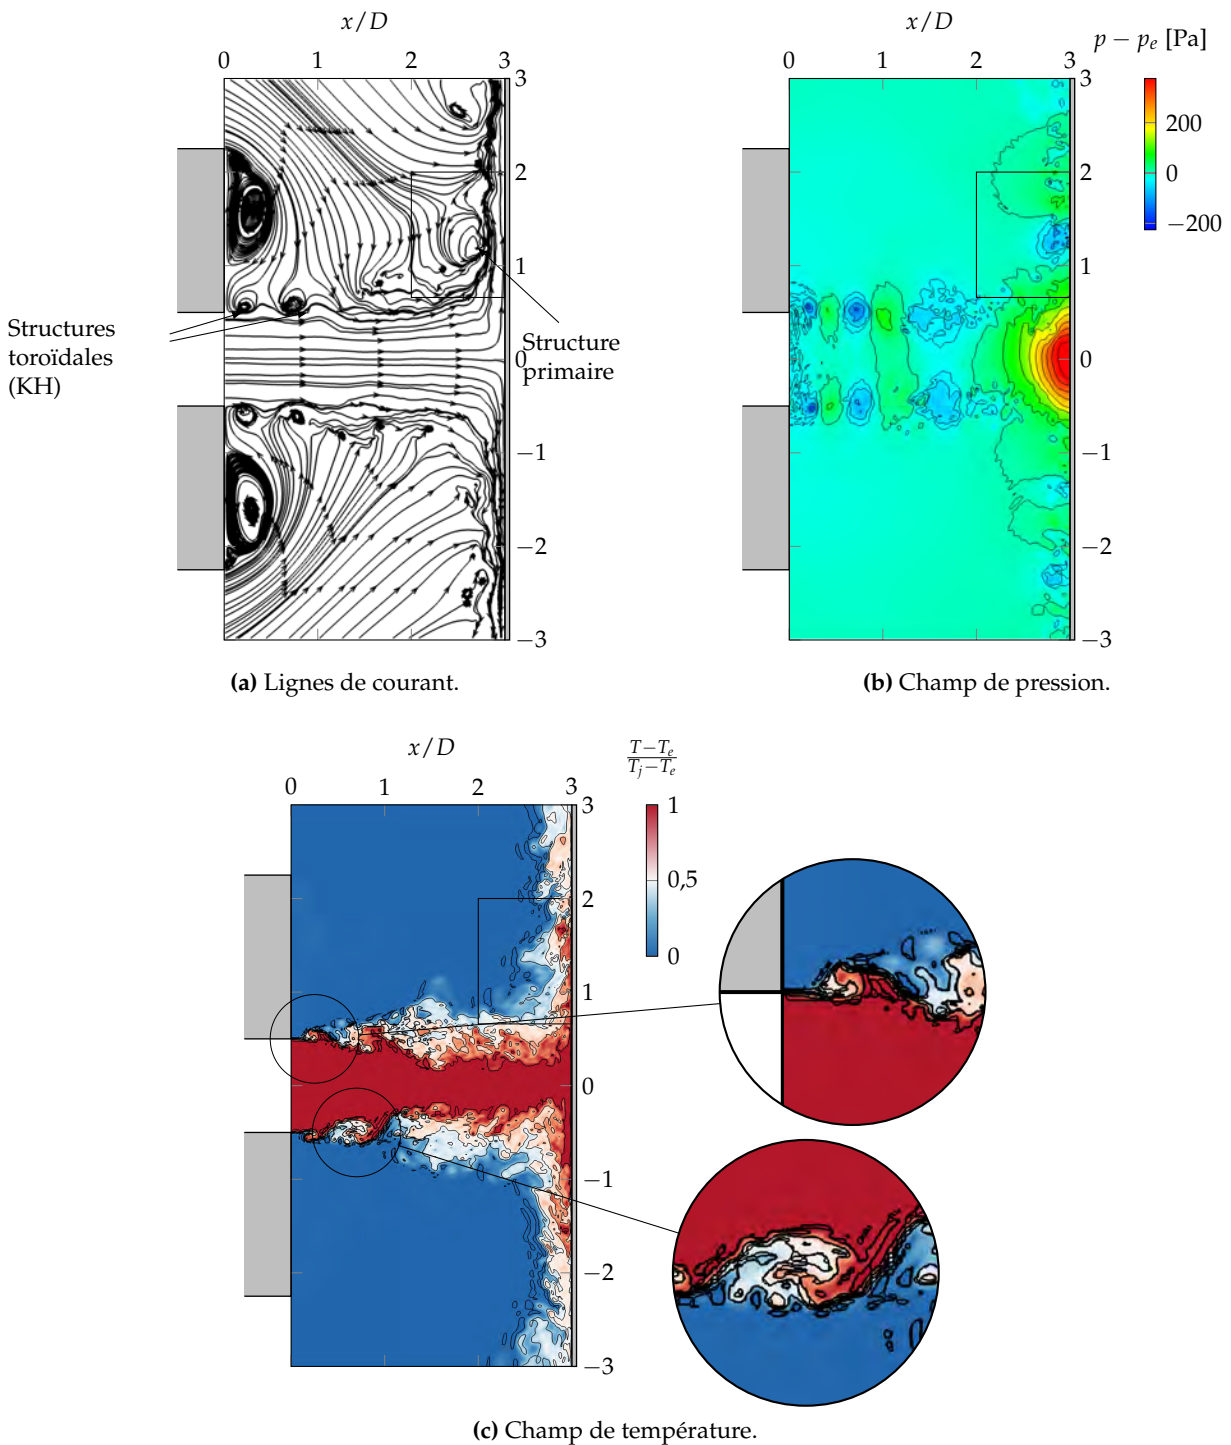 x/D
x/D
p − pₑ [Pa]
0 1 2 3
0 1 2 3
3
2
1
0
−1
−2
−3
3
2
1
0
−1
−2
−3
200
0
−200
Structures
toroïdales
(KH)
Structure
primaire
(a) Lignes de courant.
(b) Champ de pression.
x/D
T−Tₑ
Tⱼ−Tₑ
0 1 2 3
3
2
1
0
−1
−2
−3
1
0,5
0
(c) Champ de température.